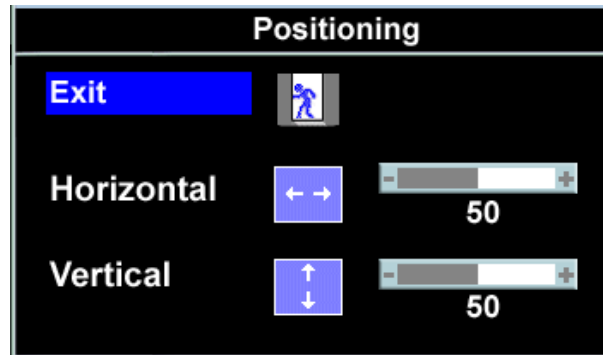 Positioning
Exit
Horizontal
- +
50
Vertical
- +
50